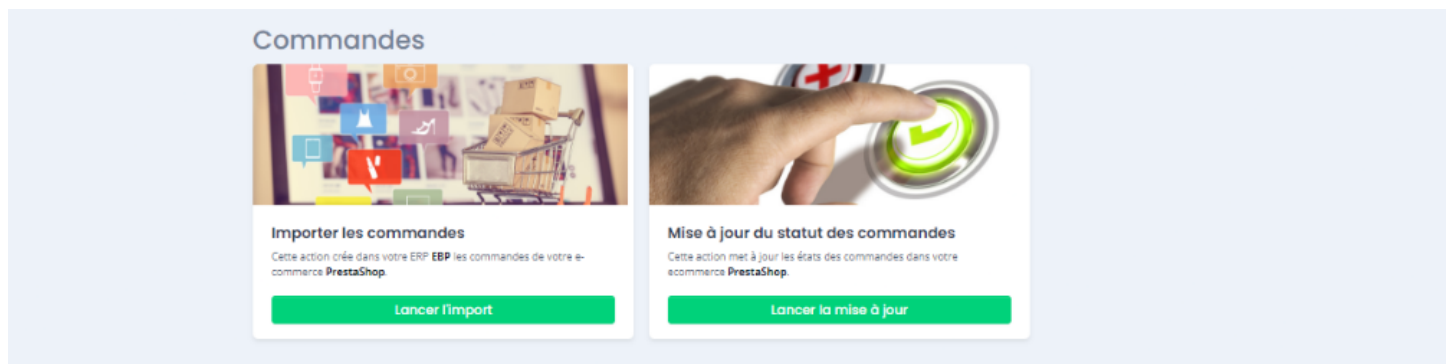 Commandes
Importer les commandes
Cette action crée dans votre ERP EBP les commandes de votre e-
commerce PrestaShop.
Lancer l'import
Mise à jour du statut des commandes
Cette action met à jour les états des commandes dans votre
ecommerce PrestaShop.
Lancer la mise à jour